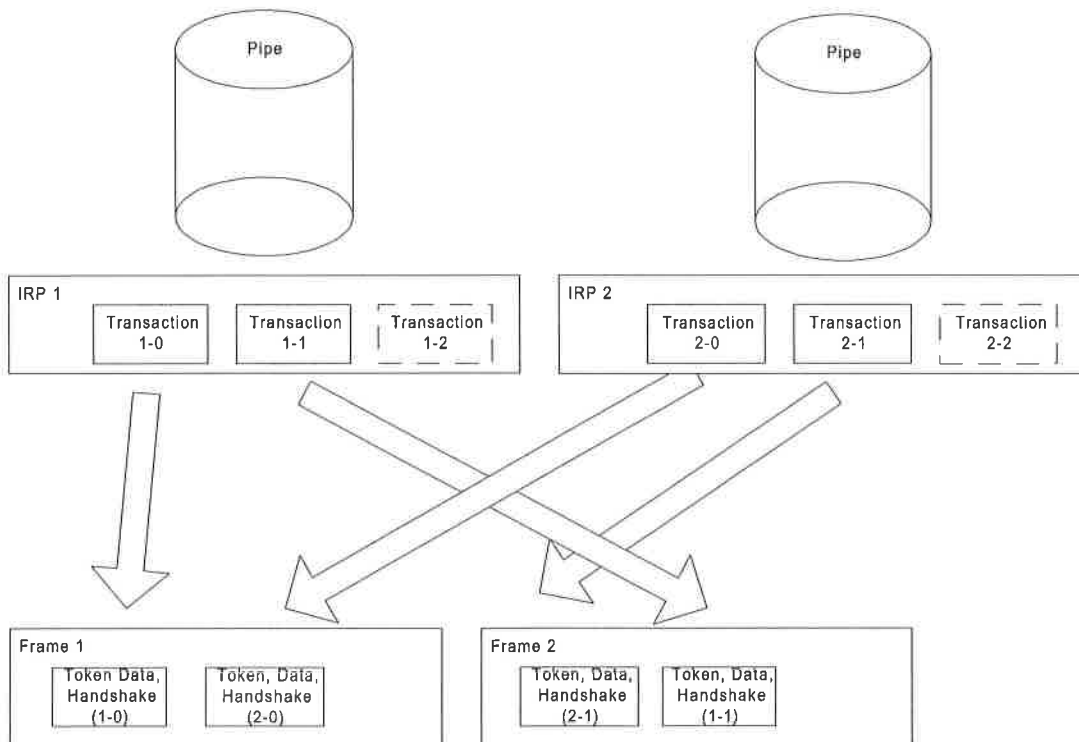 Pipe
Pipe
IRP 1
Transaction
1-0
Transaction
1-1
Transaction
1-2
IRP 2
Transaction
2-0
Transaction
2-1
Transaction
2-2
Frame 1
Token Data,
Handshake
(1-0)
Token, Data,
Handshake
(2-0)
Frame 2
Token, Data,
Handshake
(2-1)
Token, Data,
Handshake
(1-1)